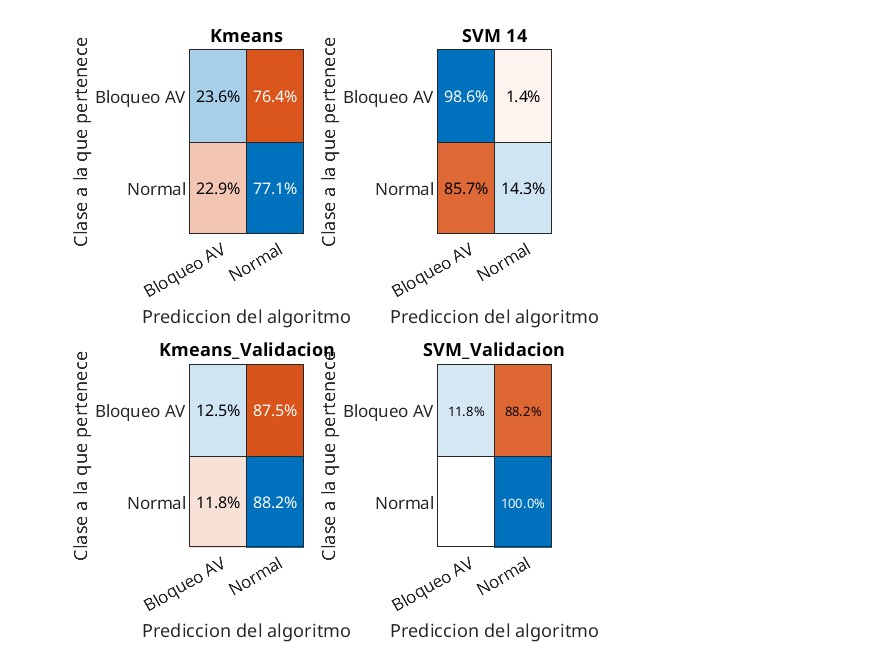 Kmeans
Clase a la que pertenece
Bloqueo AV
23.6%
76.4%
Normal
22.9%
77.1%
Bloqueo AV
Normal
Prediccion del algoritmo
SVM 14
Clase a la que pertenece
Bloqueo AV
98.6%
1.4%
Normal
85.7%
14.3%
Bloqueo AV
Normal
Prediccion del algoritmo
Kmeans_Validacion
Clase a la que pertenece
Bloqueo AV
12.5%
87.5%
Normal
11.8%
88.2%
Bloqueo AV
Normal
Prediccion del algoritmo
SVM_Validacion
Clase a la que pertenece
Bloqueo AV
11.8%
88.2%
Normal
100.0%
Bloqueo AV
Normal
Prediccion del algoritmo